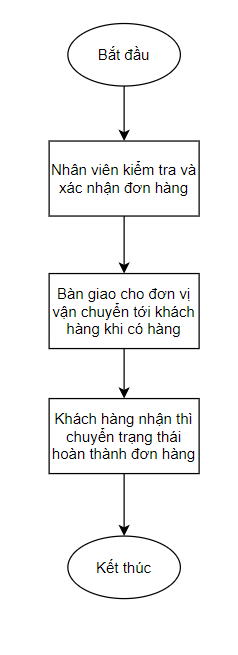 Bắt đầu
Nhân viên kiểm tra và
xác nhận đơn hàng
Bàn giao cho đơn vị
vận chuyển tới khách
hàng khi có hàng
Khách hàng nhận thì
chuyển trạng thái
hoàn thành đơn hàng
Kết thúc